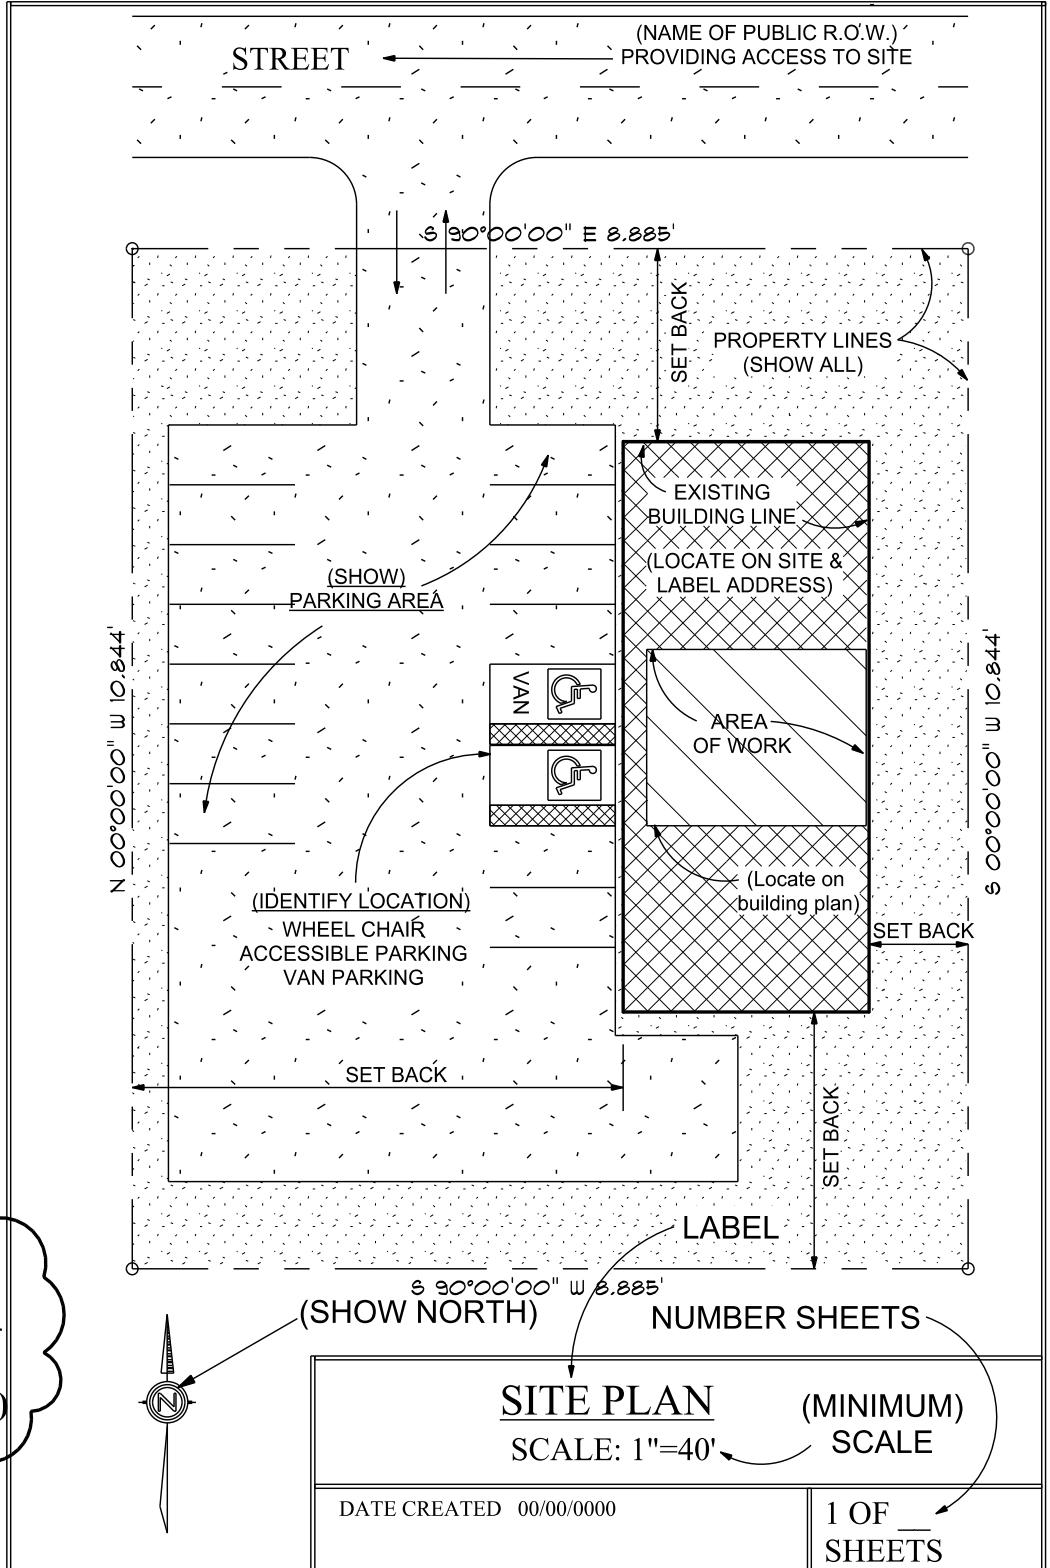 (NAME OF PUBLIC R.O.W.)
STREET
PROVIDING ACCESS TO SITE
S 90°00'00" E 8.885'
SET BACK
PROPERTY LINES
(SHOW ALL)
EXISTING
BUILDING LINE
(LOCATE ON SITE &
LABEL ADDRESS)
(SHOW)
PARKING AREA
N 00°00'00" W 10.844'
S 00°00'00" W 10.844'
VAN
AREA
OF WORK
(Locate on
building plan)
(IDENTIFY LOCATION)
WHEEL CHAIR
ACCESSIBLE PARKING
VAN PARKING
SET BACK
SET BACK
SET BACK
LABEL
S 90°00'00" W 8.885'
(SHOW NORTH)
NUMBER SHEETS
N
SITE PLAN
SCALE: 1"=40'
(MINIMUM)
SCALE
DATE CREATED 00/00/0000
1 OF __
SHEETS